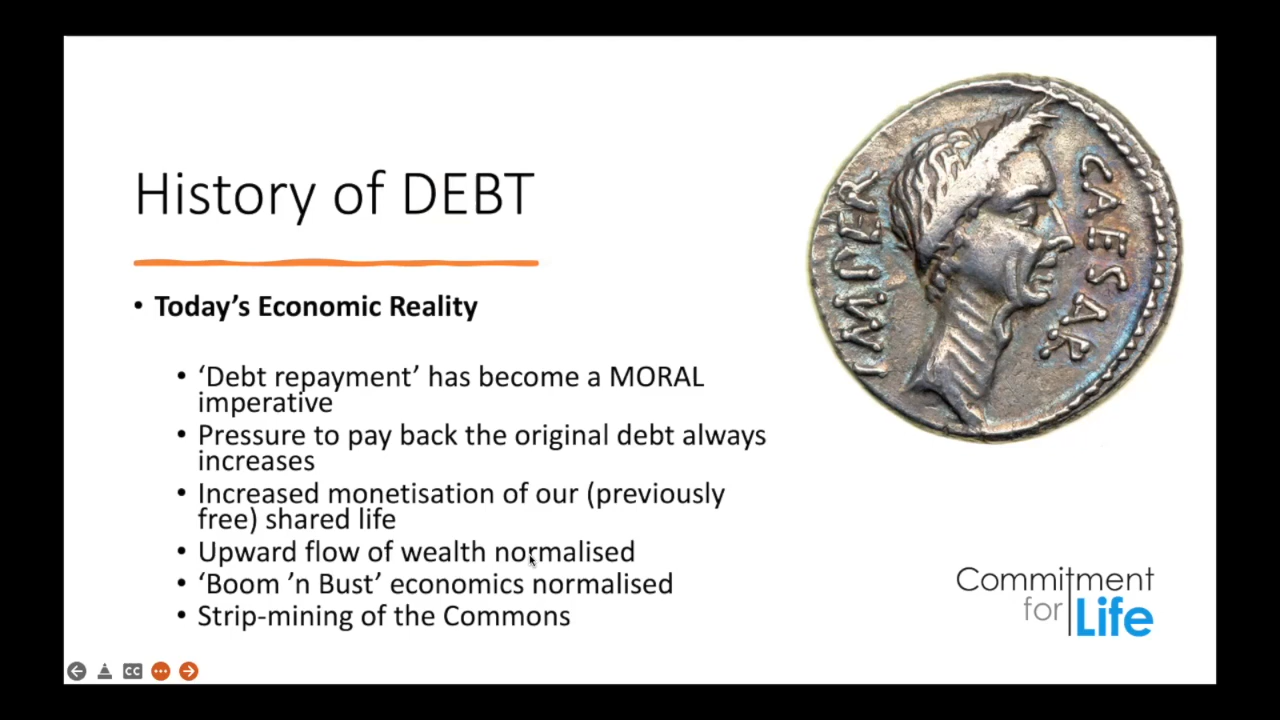 History of DEBT
• Today’s Economic Reality
• ‘Debt repayment’ has become a MORAL
imperative
• Pressure to pay back the original debt always
increases
• Increased monetisation of our (previously
free) shared life
• Upward flow of wealth normalised
• ‘Boom ’n Bust’ economics normalised
• Strip-mining of the Commons
IMPER
CAESAR
Commitment
for Life
CC